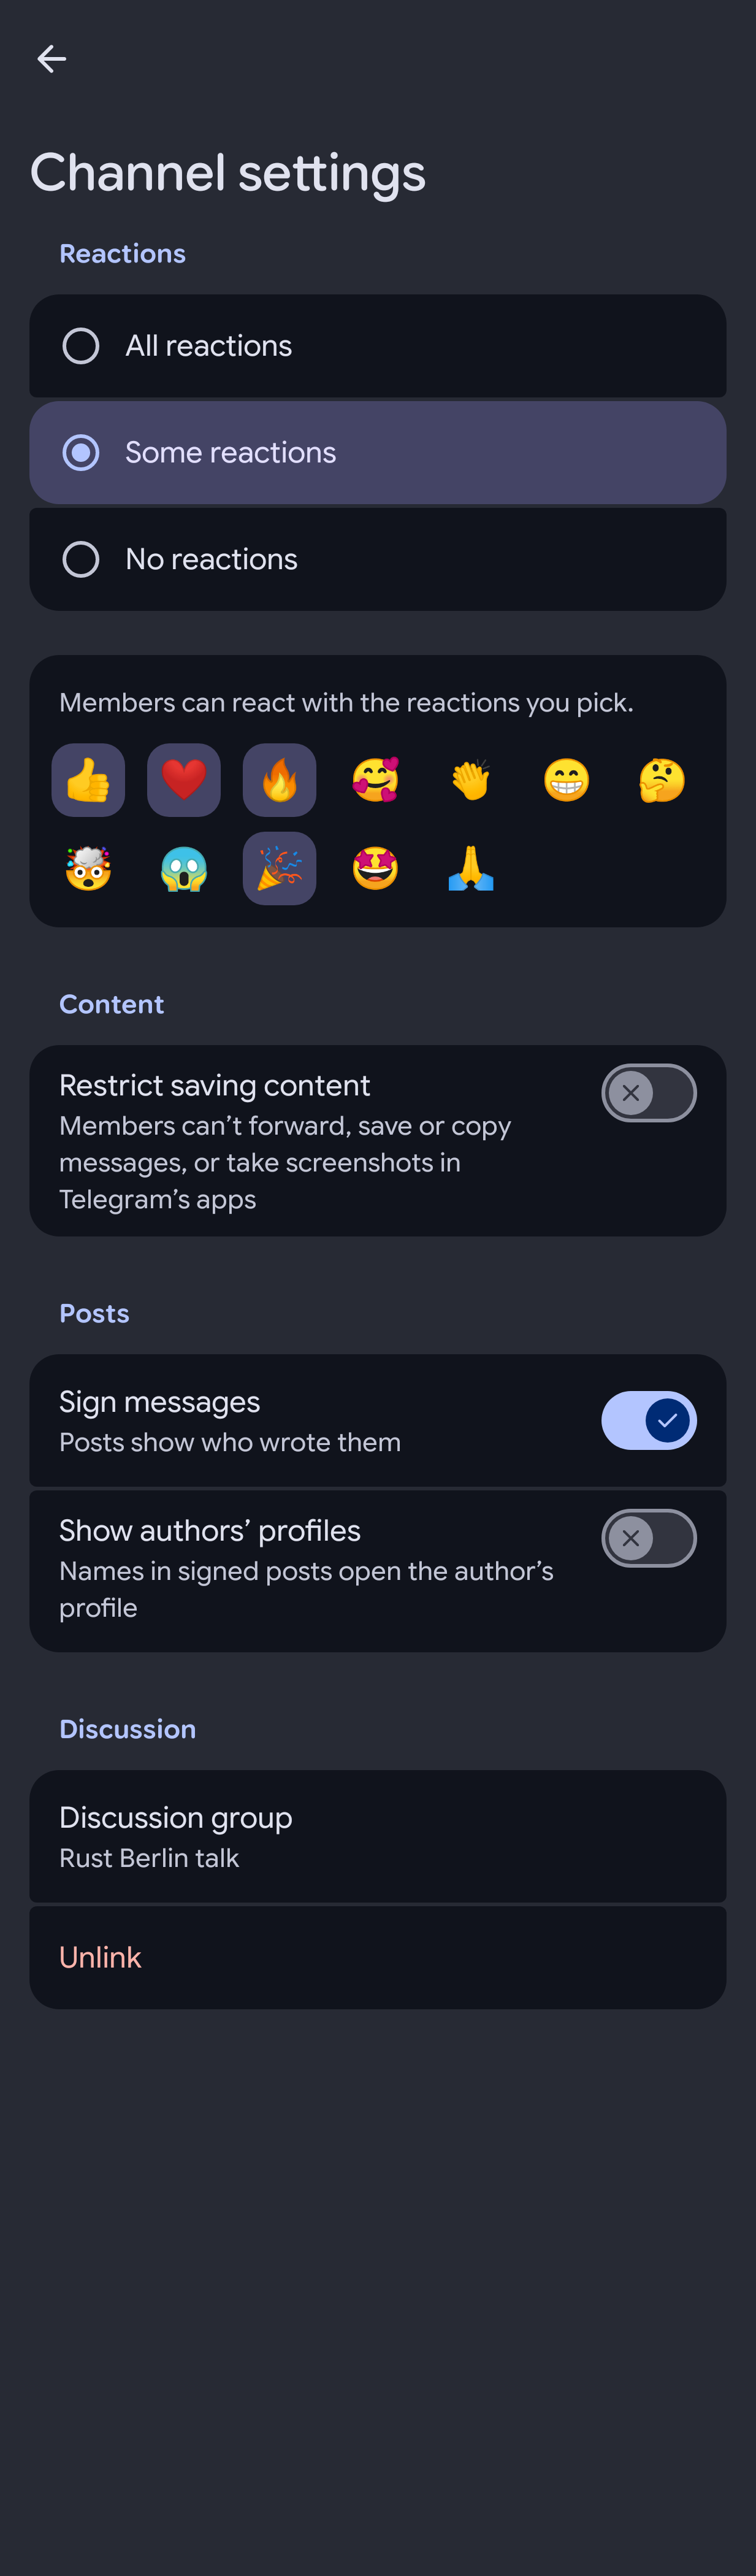 Channel settings
Reactions
All reactions
Some reactions
No reactions
Members can react with the reactions you pick.
Content
Restrict saving content
Members can’t forward, save or copy
messages, or take screenshots in
Telegram’s apps
Posts
Sign messages
Posts show who wrote them
Show authors’ profiles
Names in signed posts open the author’s
profile
Discussion
Discussion group
Rust Berlin talk
Unlink